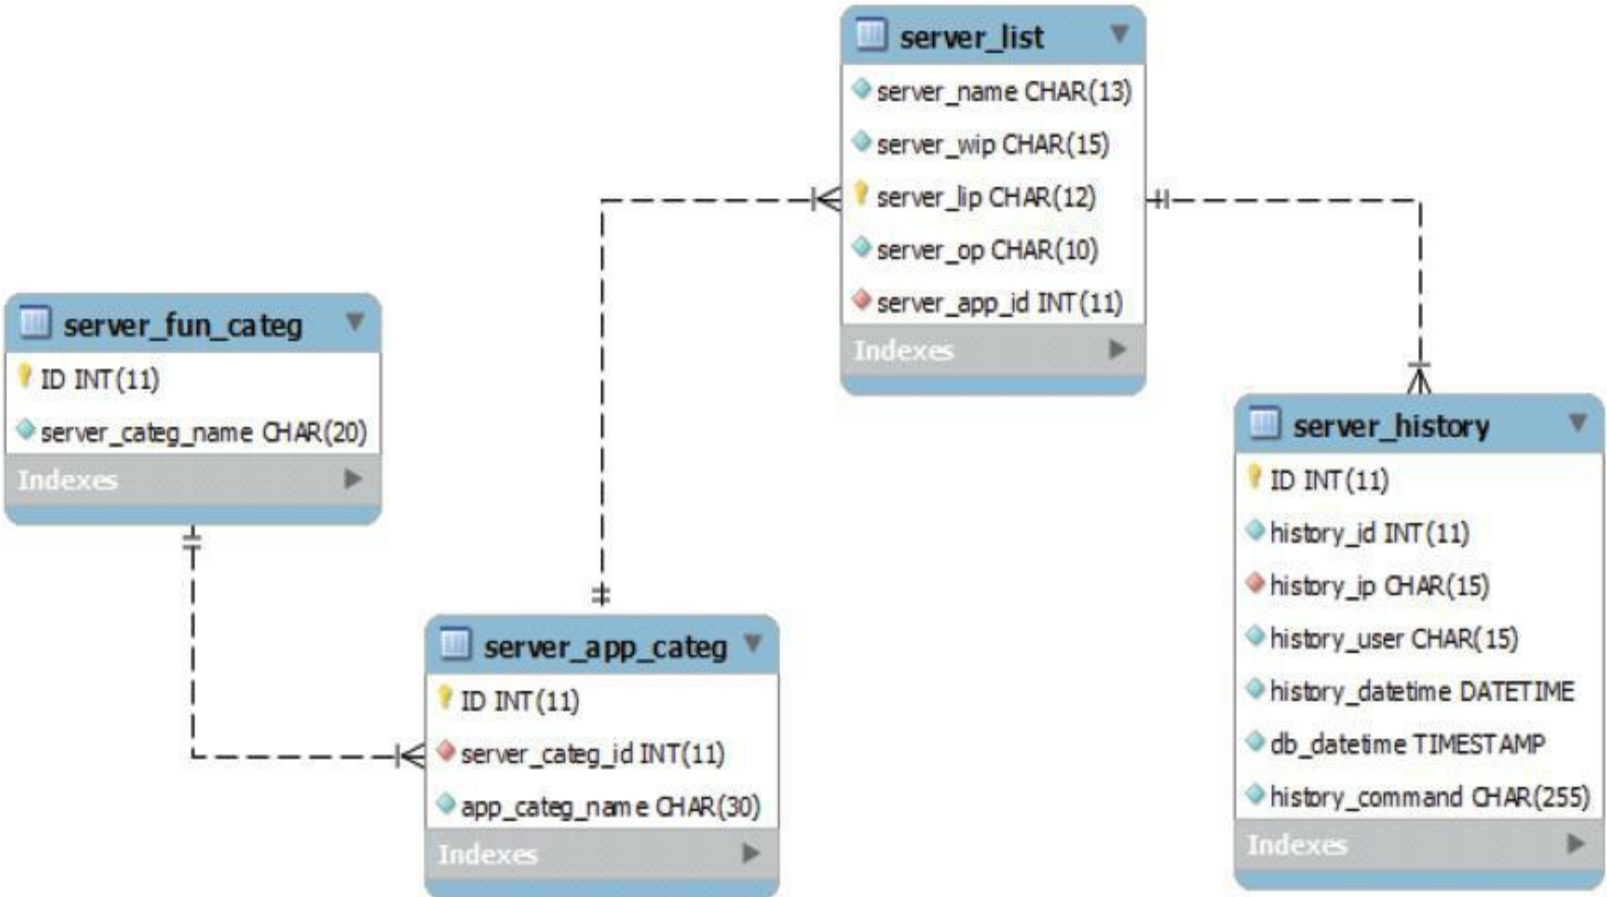 server_list
server_name CHAR(13)
server_wip CHAR(15)
server_lip CHAR(12)
server_op CHAR(10)
server_app_id INT(11)
Indexes
server_fun_categ
ID INT(11)
server_categ_name CHAR(20)
Indexes
server_app_categ
ID INT(11)
server_categ_id INT(11)
app_categ_name CHAR(30)
Indexes
server_history
ID INT(11)
history_id INT(11)
history_ip CHAR(15)
history_user CHAR(15)
history_datetime DATETIME
db_datetime TIMESTAMP
history_command CHAR(255)
Indexes